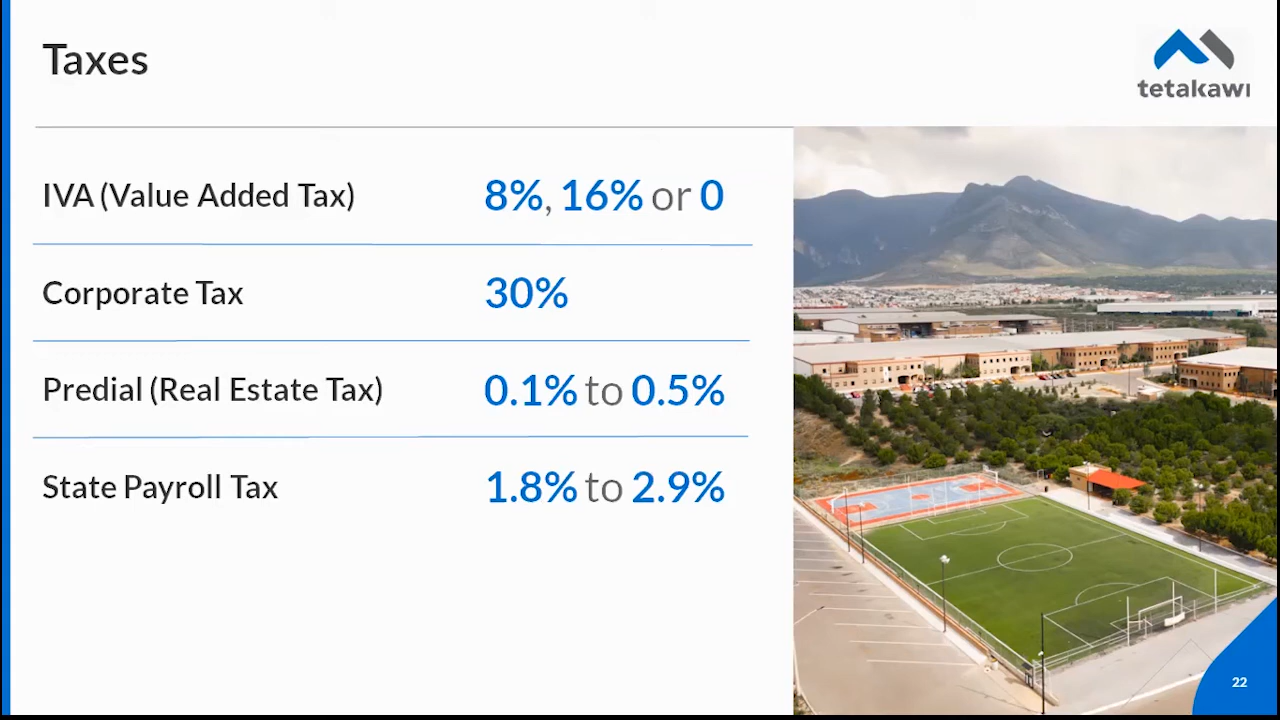 Taxes
tetakawi
IVA (Value Added Tax) 8%, 16% or 0
Corporate Tax 30%
Predial (Real Estate Tax) 0.1% to 0.5%
State Payroll Tax 1.8% to 2.9%
22